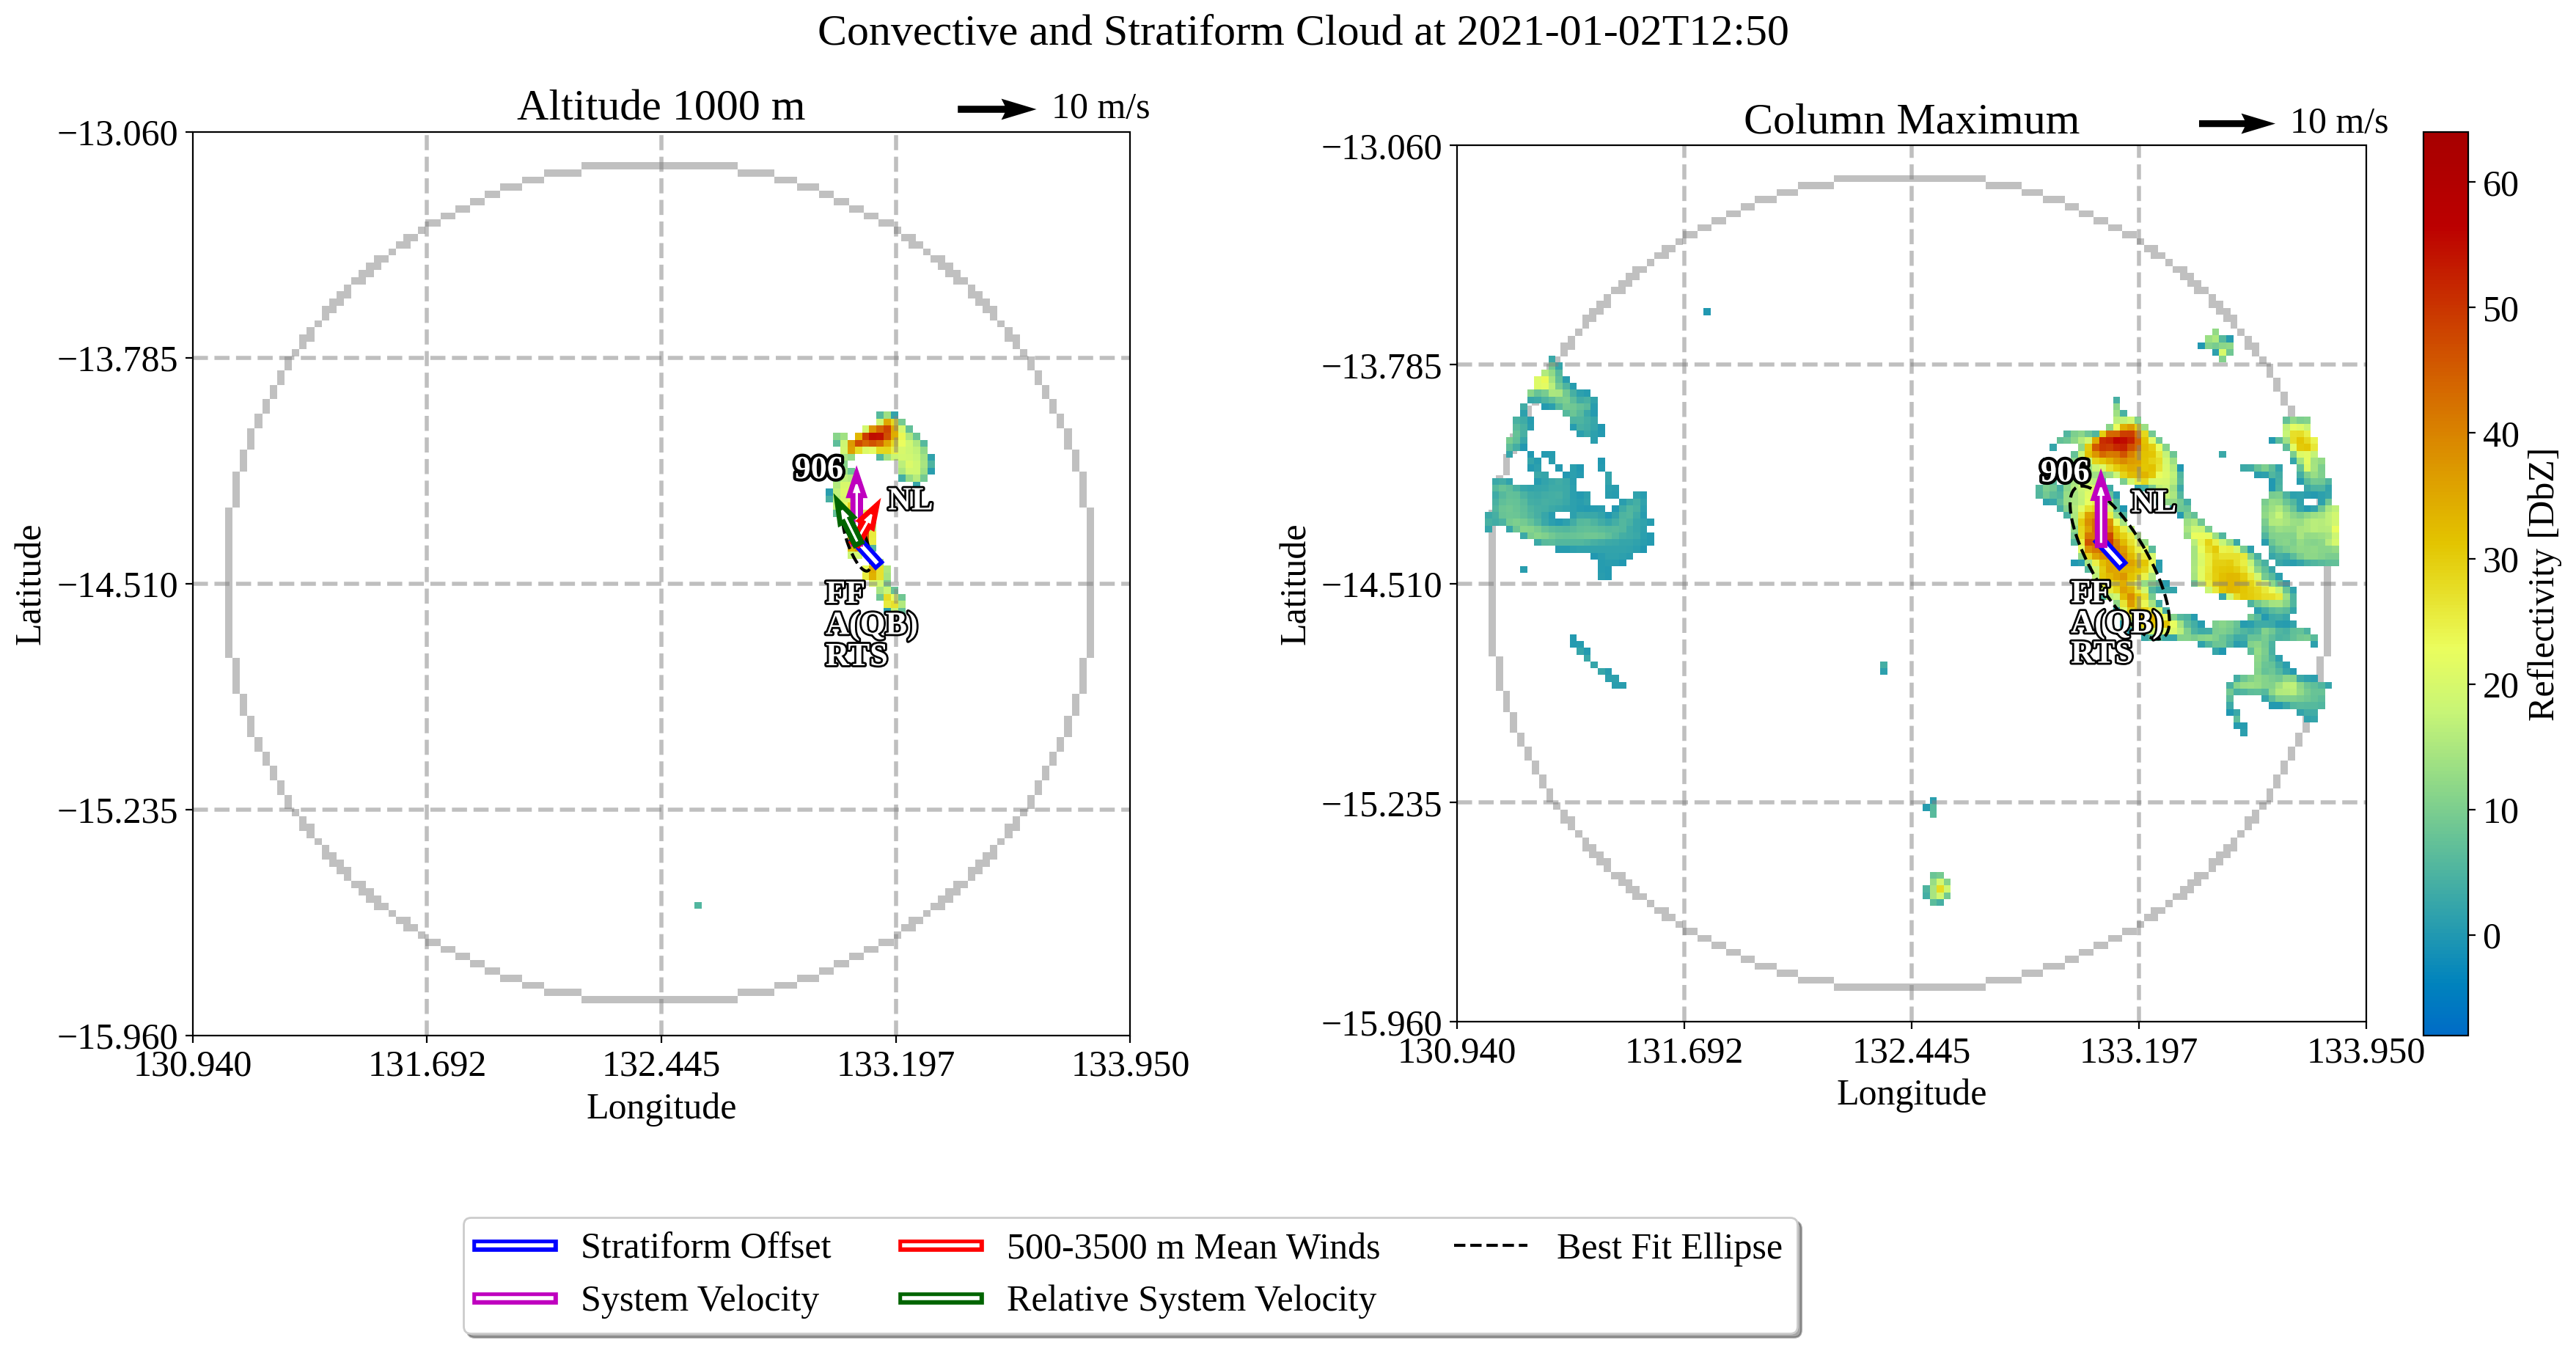 Convective and Stratiform Cloud at 2021-01-02T12:50
Altitude 1000 m
10 m/s
−13.060
−13.785
−14.510
−15.235
−15.960
Latitude
130.940
131.692
132.445
133.197
133.950
Longitude
906
NL
FF
A(QB)
RTS
Column Maximum
10 m/s
−13.060
−13.785
−14.510
−15.235
−15.960
Latitude
130.940
131.692
132.445
133.197
133.950
Longitude
906
NL
FF
A(QB)
RTS
60
50
40
30
20
10
0
Reflectivity [DbZ]
Stratiform Offset
System Velocity
500-3500 m Mean Winds
Relative System Velocity
Best Fit Ellipse